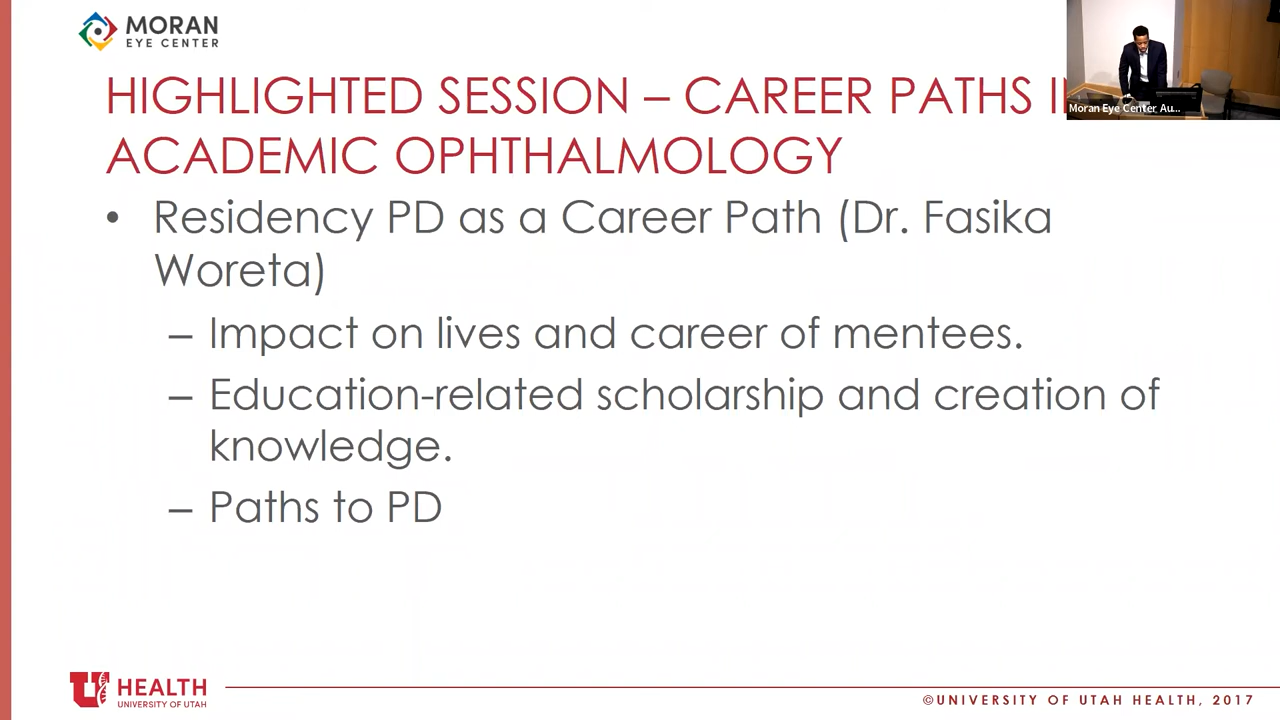 MORAN
EYE CENTER
Moran Eye Center Au...
HIGHLIGHTED SESSION – CAREER PATHS I
ACADEMIC OPHTHALMOLOGY
• Residency PD as a Career Path (Dr. Fasika
Woreta)
– Impact on lives and career of mentees.
– Education-related scholarship and creation of
knowledge.
– Paths to PD
U HEALTH
UNIVERSITY OF UTAH
©UNIVERSITY OF UTAH HEALTH, 2017